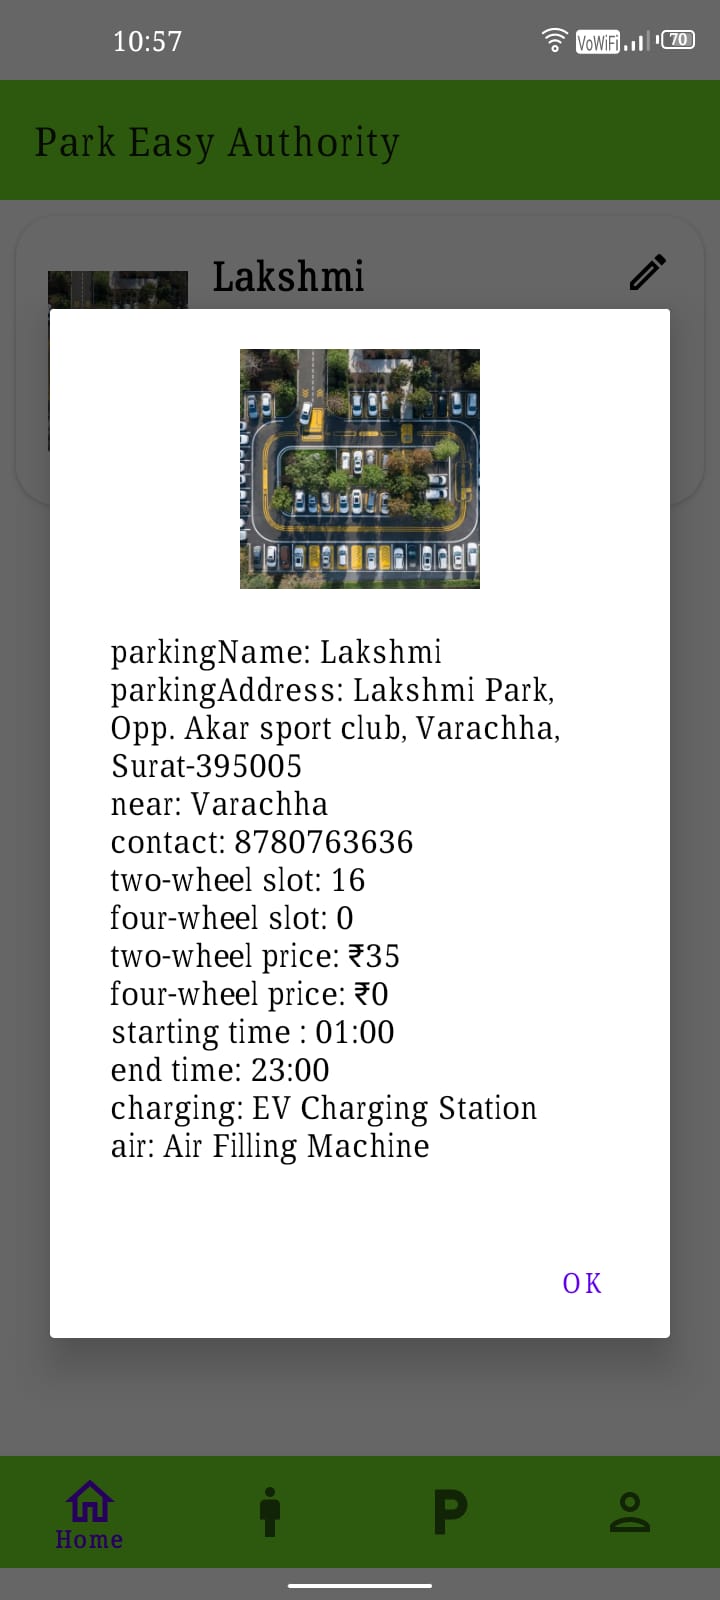 10:57
VoWiFi
70
Park Easy Authority
Lakshmi
parkingName: Lakshmi
parkingAddress: Lakshmi Park,
Opp. Akar sport club, Varachha,
Surat-395005
near: Varachha
contact: 8780763636
two-wheel slot: 16
four-wheel slot: 0
two-wheel price: ₹35
four-wheel price: ₹0
starting time : 01:00
end time: 23:00
charging: EV Charging Station
air: Air Filling Machine
OK
P
Home